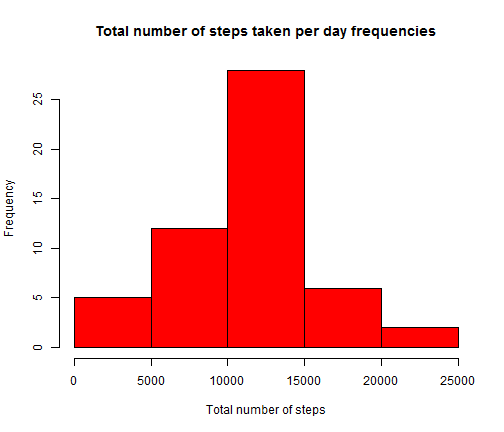 Total number of steps taken per day frequencies
Frequency
25
20
15
10
5
0
0 5000 10000 15000 20000 25000
Total number of steps